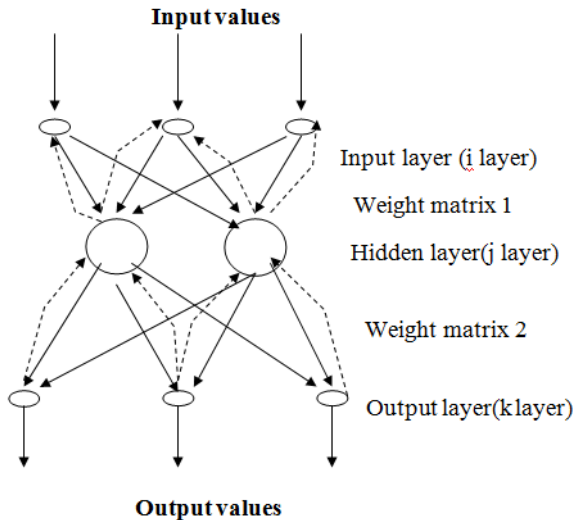 Input values
Input layer (i layer)
Weight matrix 1
Hidden layer(j layer)
Weight matrix 2
Output layer(k layer)
Output values